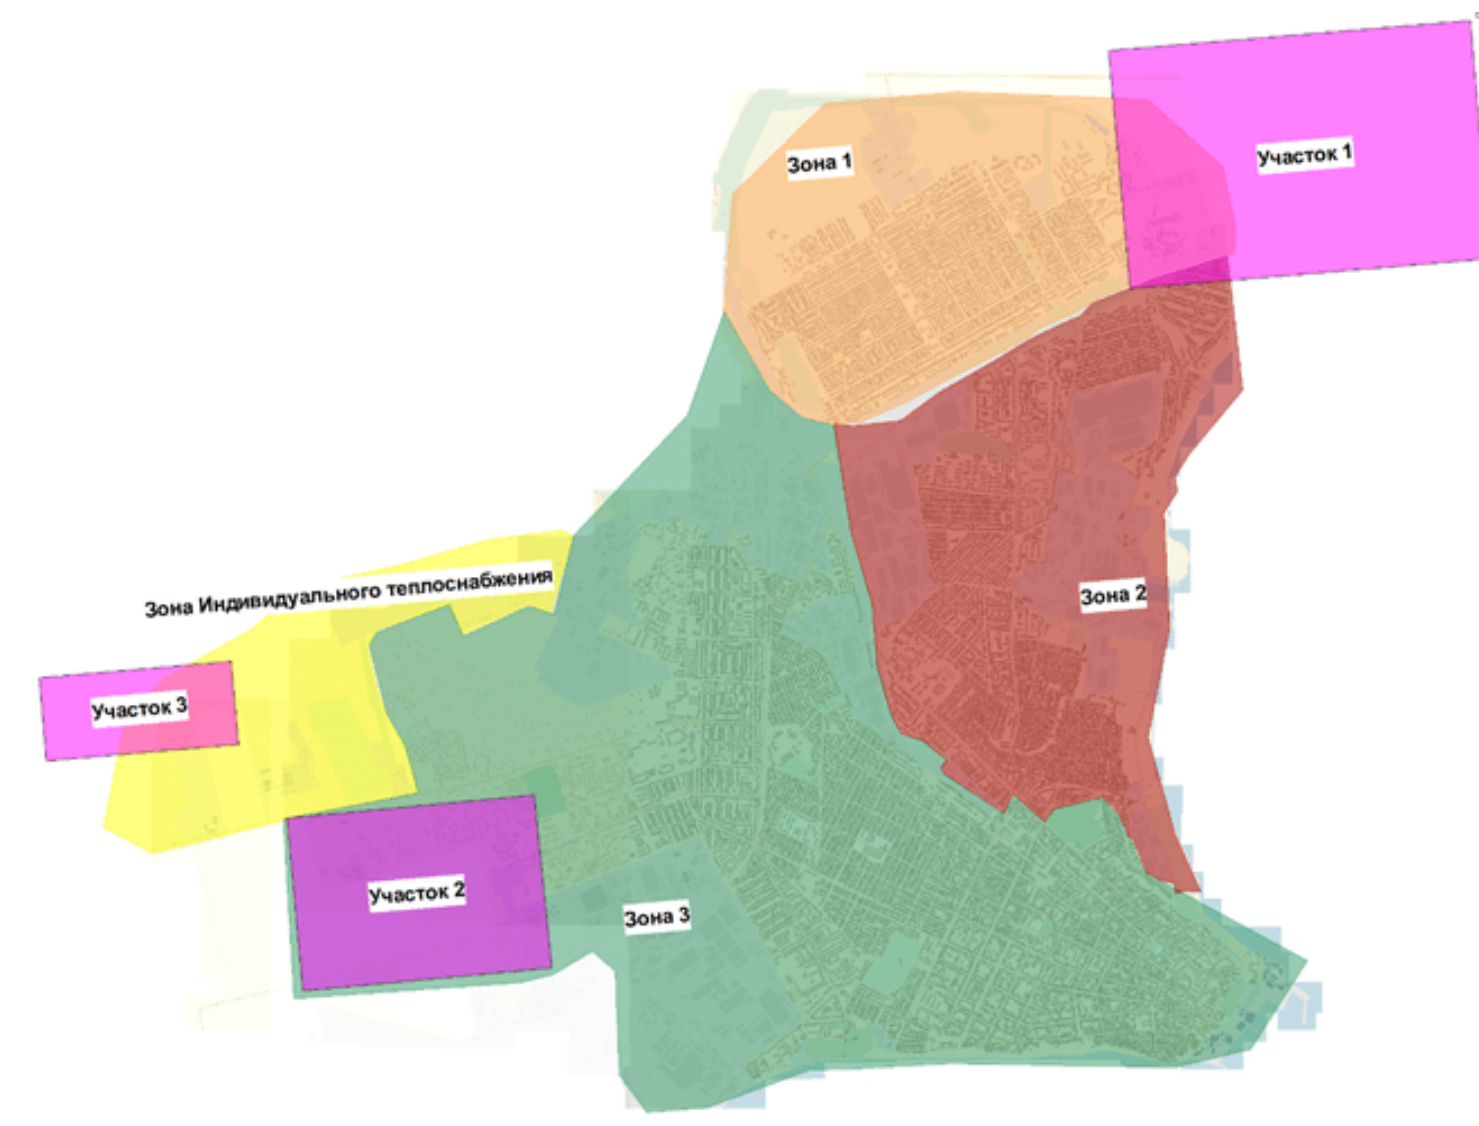 Участок 1
Зона 1
Зона Индивидуального теплоснабжения
Зона 2
Участок 3
Участок 2
Зона 3